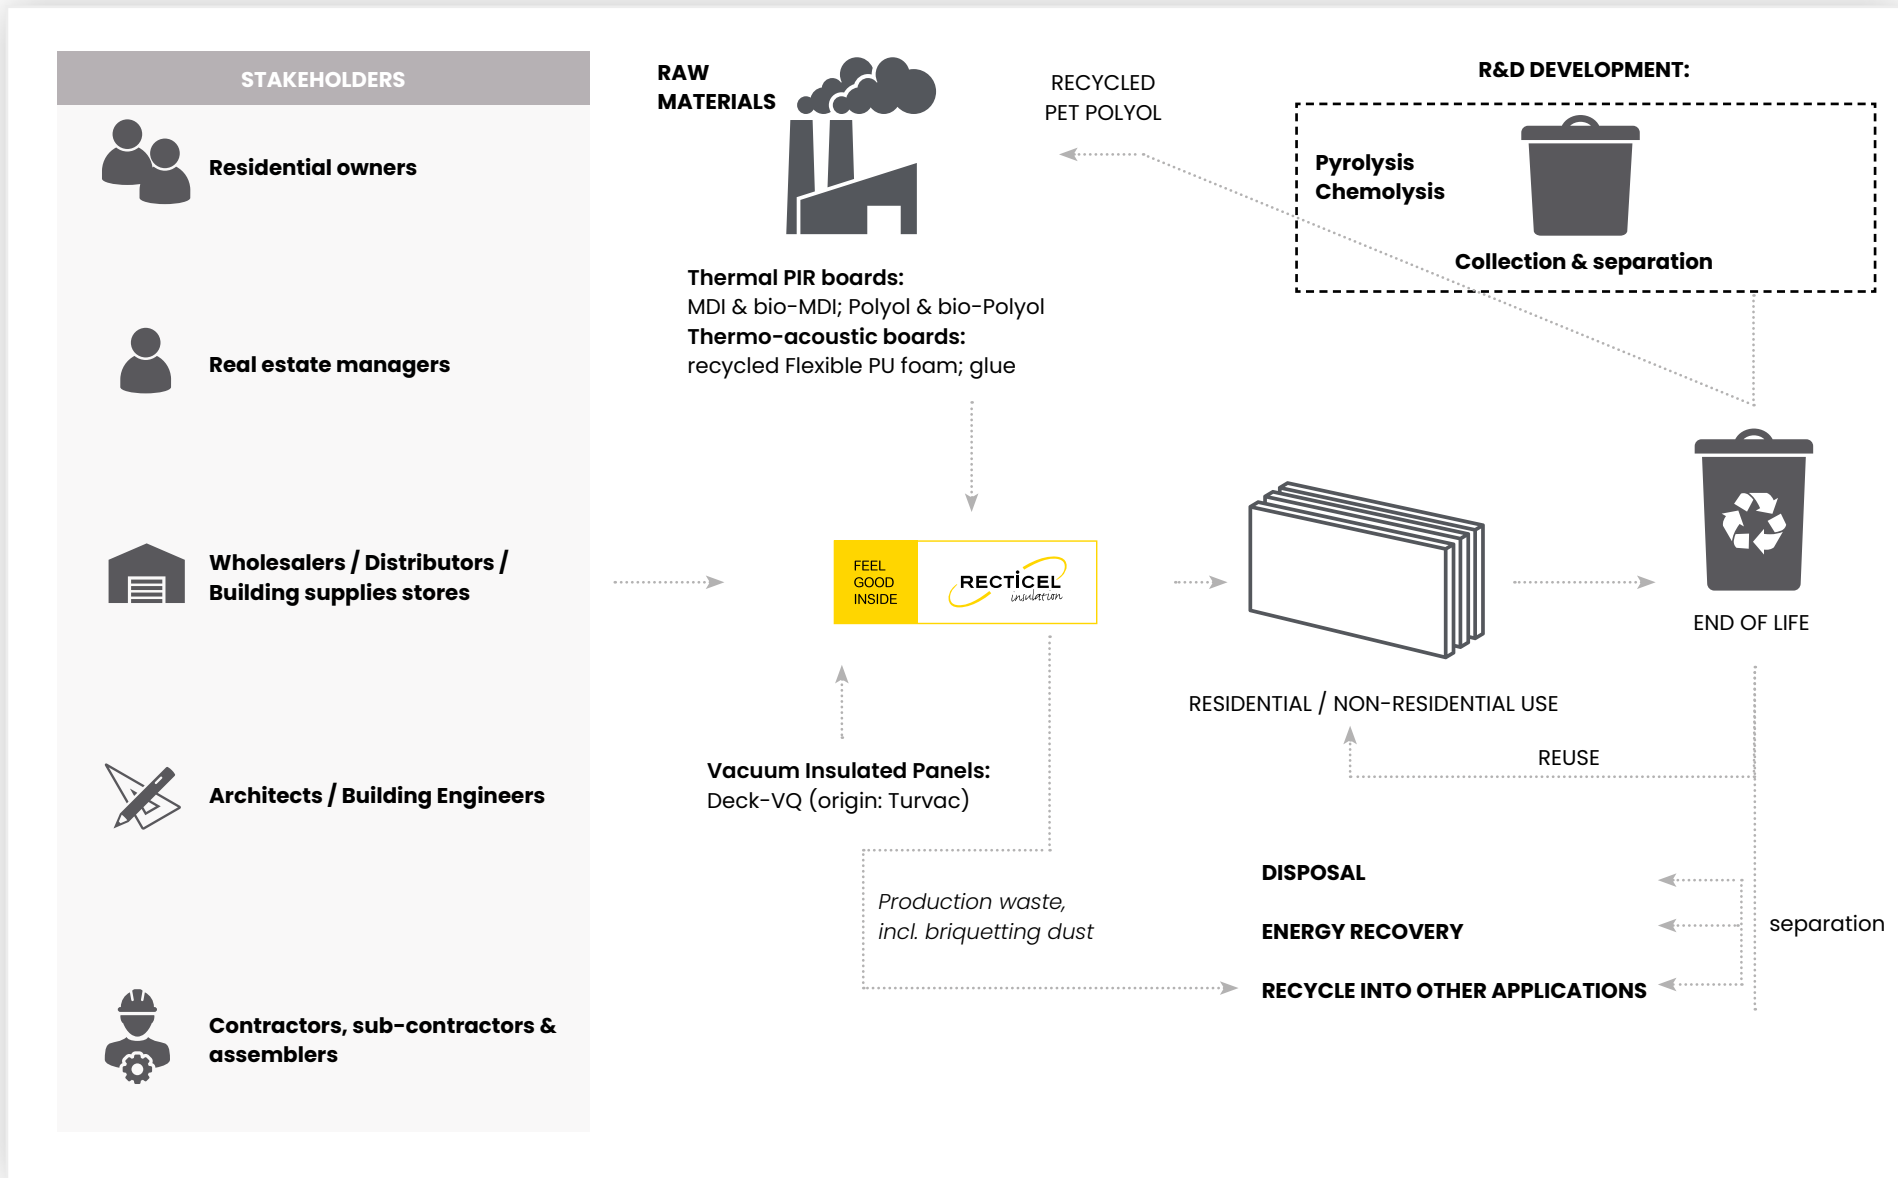 STAKEHOLDERS
Residential owners
Real estate managers
Wholesalers / Distributors /
Building supplies stores
Architects / Building Engineers
Contractors, sub-contractors &
assemblers
RAW
MATERIALS
RECYCLED
PET POLYOL
R&D DEVELOPMENT:
Pyrolysis
Chemolysis
Collection & separation
Thermal PIR boards:
MDI & bio-MDI; Polyol & bio-Polyol
Thermo-acoustic boards:
recycled Flexible PU foam; glue
FEEL
GOOD
INSIDE
RECTICEL
insulation
END OF LIFE
RESIDENTIAL / NON-RESIDENTIAL USE
REUSE
Vacuum Insulated Panels:
Deck-VQ (origin: Turvac)
Production waste,
incl. briquetting dust
DISPOSAL
ENERGY RECOVERY
RECYCLE INTO OTHER APPLICATIONS
separation